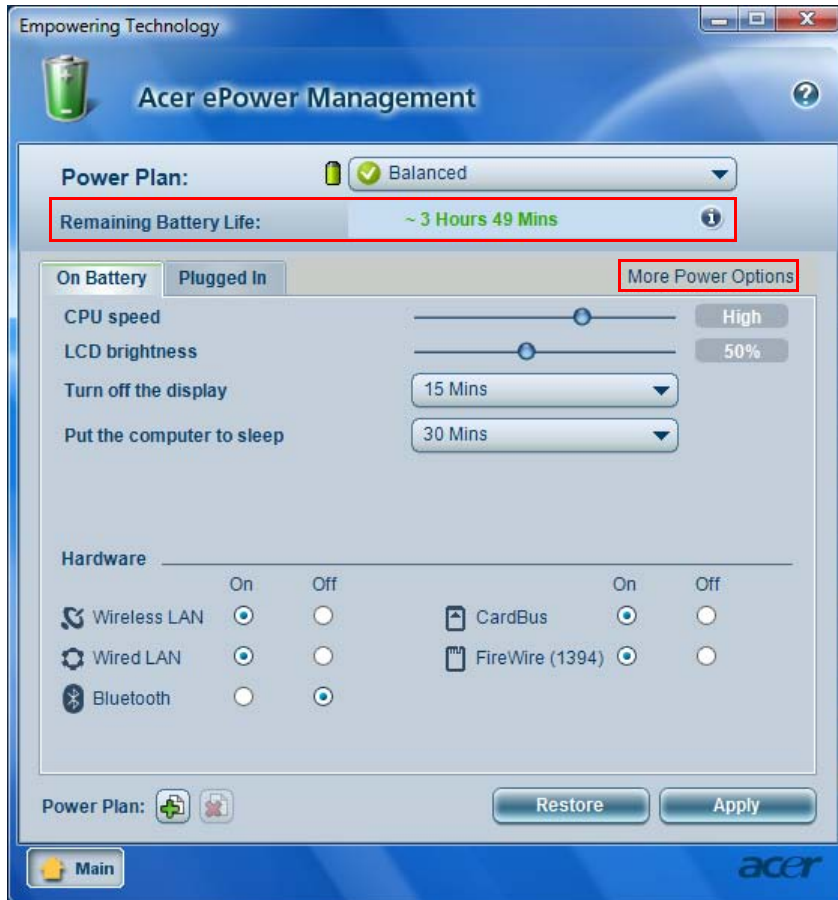 Empowering Technology
Acer ePower Management
Power Plan: Balanced
Remaining Battery Life: ~ 3 Hours 49 Mins
On Battery Plugged In More Power Options
CPU speed High
LCD brightness 50%
Turn off the display 15 Mins
Put the computer to sleep 30 Mins
Hardware
On Off On Off
Wireless LAN CardBus
Wired LAN FireWire (1394)
Bluetooth
Power Plan: Restore Apply
Main acer